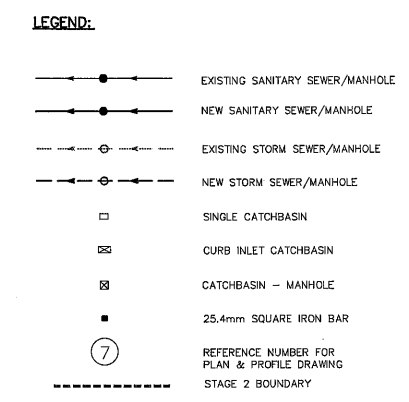 LEGEND:
EXISTING SANITARY SEWER/MANHOLE
NEW SANITARY SEWER/MANHOLE
EXISTING STORM SEWER/MANHOLE
NEW STORM SEWER/MANHOLE
SINGLE CATCHBASIN
CURB INLET CATCHBASIN
CATCHBASIN – MANHOLE
25.4mm SQUARE IRON BAR
7 REFERENCE NUMBER FOR
PLAN & PROFILE DRAWING
STAGE 2 BOUNDARY